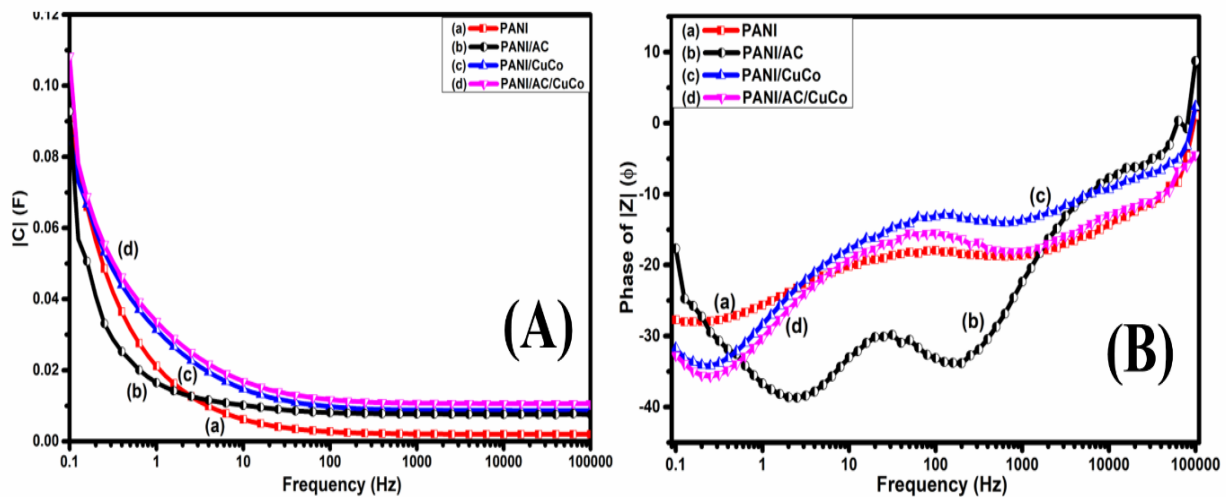 0.12
0.10
0.08
0.06
0.04
0.02
0.00
|C| (F)
(a) PANI
(b) PANI/AC
(c) PANI/CuCo
(d) PANI/AC/CuCo
(d)
(c)
(b)
(a)
(A)
0.1 1 10 100 1000 10000 100000
Frequency (Hz)
10
0
-10
-20
-30
-40
Phase of |Z| (ϕ)
(a) PANI
(b) PANI/AC
(c) PANI/CuCo
(d) PANI/AC/CuCo
(c)
(a)
(d)
(b)
(B)
0.1 1 10 100 1000 10000 100000
Frequency (Hz)